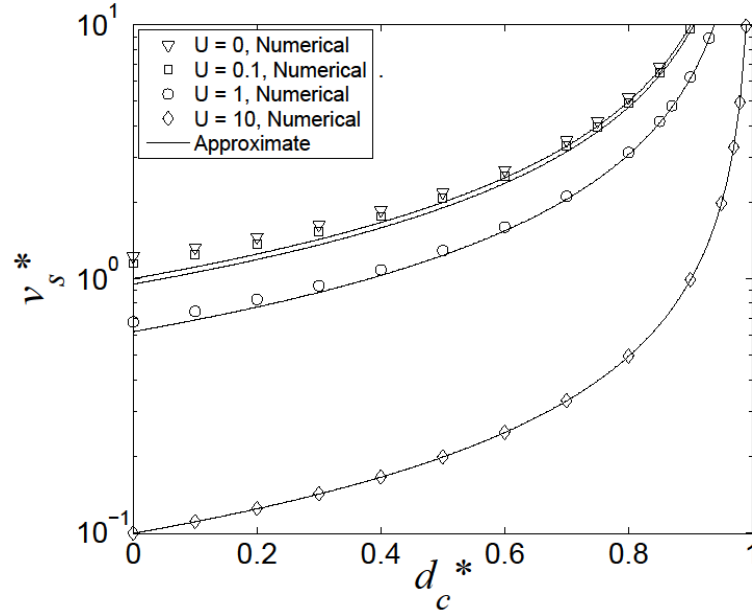 10^1
U = 0, Numerical
U = 0.1, Numerical
U = 1, Numerical
U = 10, Numerical
Approximate
v_s*
10^0
10^-1
0 0.2 0.4 0.6 0.8 1
d_c*